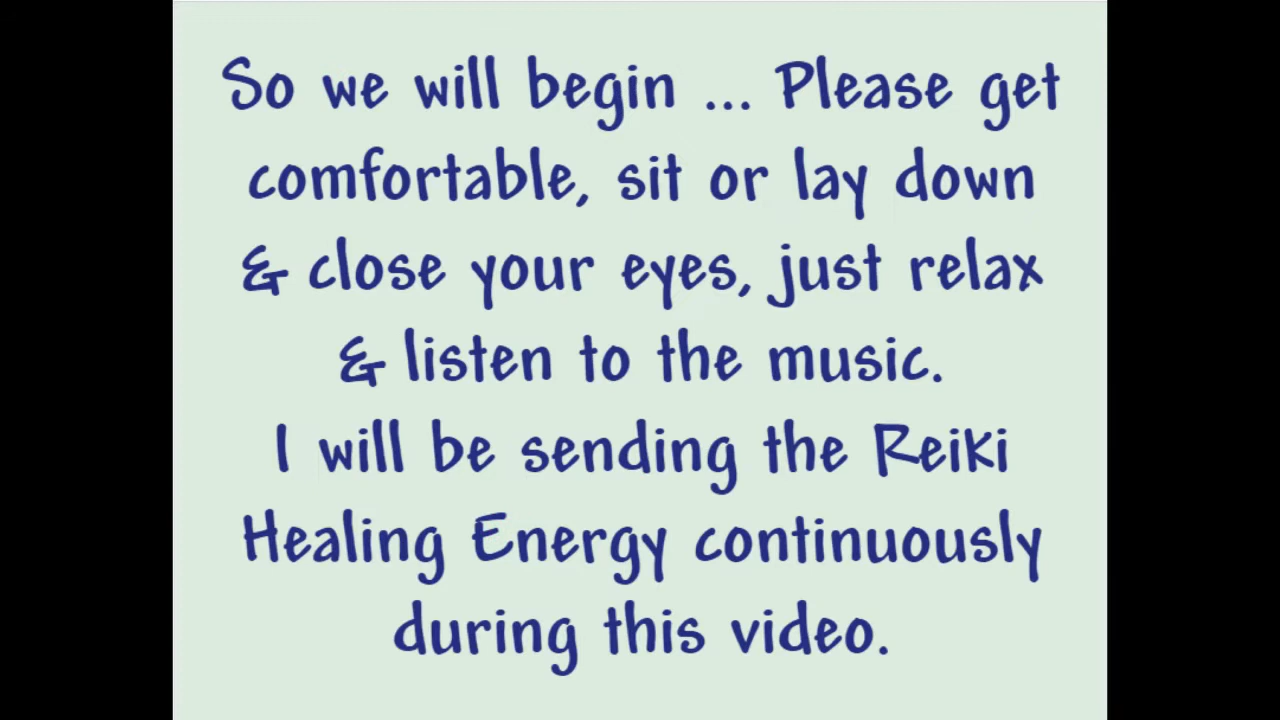 So we will begin ... Please get
comfortable, sit or lay down
& close your eyes, just relax
& listen to the music.
I will be sending the Reiki
Healing Energy continuously
during this video.